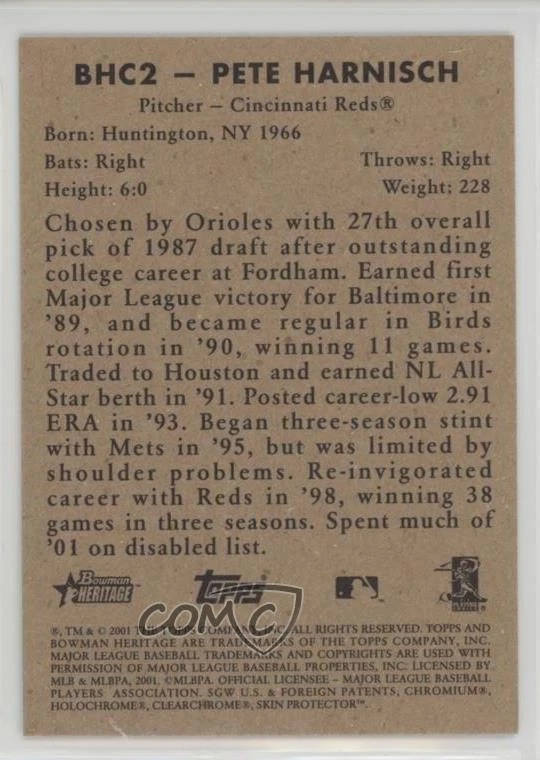 BHC2 – PETE HARNISCH
Pitcher – Cincinnati Reds®
Born: Huntington, NY 1966
Bats: Right Throws: Right
Height: 6:0 Weight: 228
Chosen by Orioles with 27th overall
pick of 1987 draft after outstanding
college career at Fordham. Earned first
Major League victory for Baltimore in
'89, and became regular in Birds
rotation in '90, winning 11 games.
Traded to Houston and earned NL All-
Star berth in '91. Posted career-low 2.91
ERA in '93. Began three-season stint
with Mets in '95, but was limited by
shoulder problems. Re-invigorated
career with Reds in '98, winning 38
games in three seasons. Spent much of
'01 on disabled list.
Bowman HERITAGE Topps
COMC
®, TM & © 2001 THE TOPPS COMPANY, INC. ALL RIGHTS RESERVED. TOPPS AND
BOWMAN HERITAGE ARE TRADEMARKS OF THE TOPPS COMPANY, INC.
MAJOR LEAGUE BASEBALL TRADEMARKS AND COPYRIGHTS ARE USED WITH
PERMISSION OF MAJOR LEAGUE BASEBALL PROPERTIES, INC. LICENSED BY
MLB & MLBPA, 2001. ©MLBPA. OFFICIAL LICENSEE – MAJOR LEAGUE BASEBALL
PLAYERS ASSOCIATION. SGW U.S. & FOREIGN PATENTS, CHROMIUM®,
HOLOCHROME®, CLEARCHROME®, SKIN PROTECTOR™.